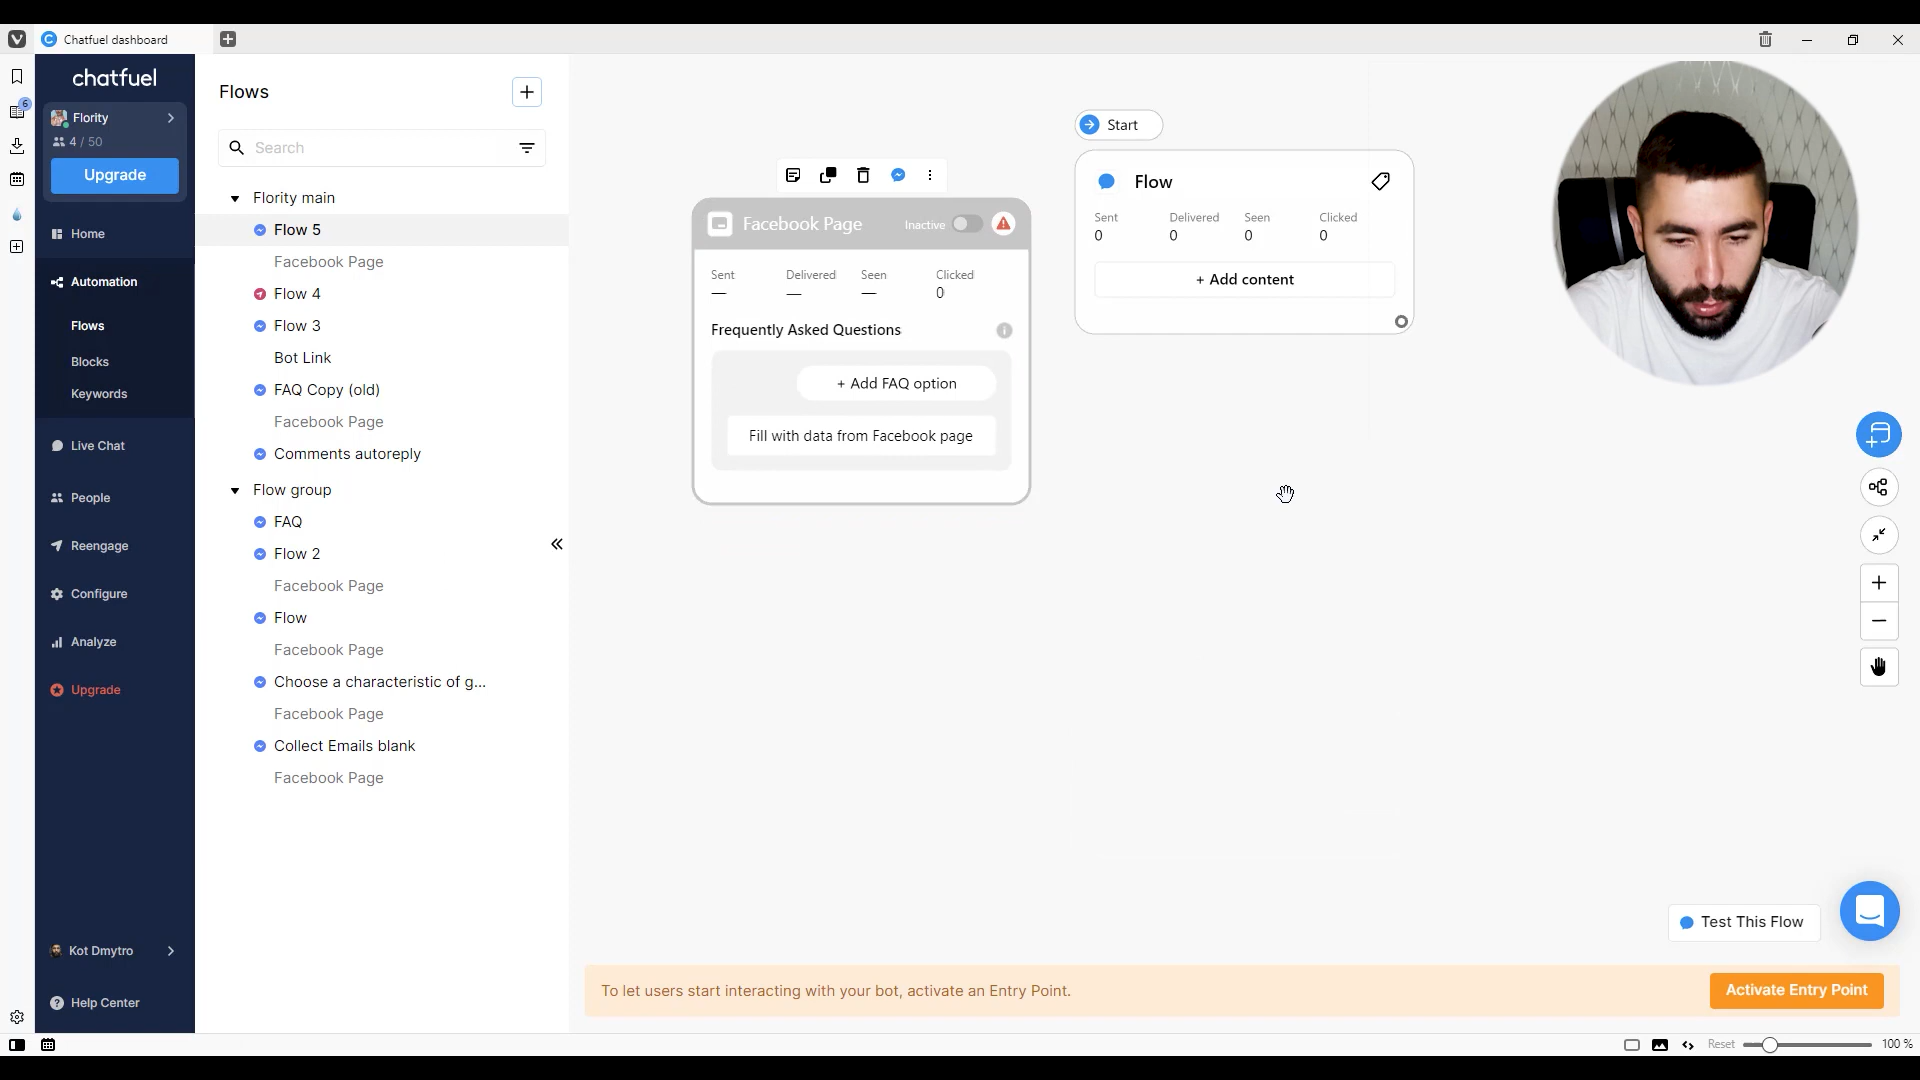 Chatfuel dashboard
chatfuel
Flority
4 / 50
Upgrade
Home
Automation
Flows
Blocks
Keywords
Live Chat
People
Reengage
Configure
Analyze
Upgrade
Kot Dmytro
Help Center
6
Flows
Search
Flority main
Flow 5
Facebook Page
Flow 4
Flow 3
Bot Link
FAQ Copy (old)
Facebook Page
Comments autoreply
Flow group
FAQ
Flow 2
Facebook Page
Flow
Facebook Page
Choose a characteristic of g...
Facebook Page
Collect Emails blank
Facebook Page
Facebook Page Inactive
Sent Delivered Seen Clicked
— — — 0
Frequently Asked Questions
+ Add FAQ option
Fill with data from Facebook page
Start
Flow
Sent Delivered Seen Clicked
0 0 0 0
+ Add content
Test This Flow
To let users start interacting with your bot, activate an Entry Point.
Activate Entry Point
Reset 100 %